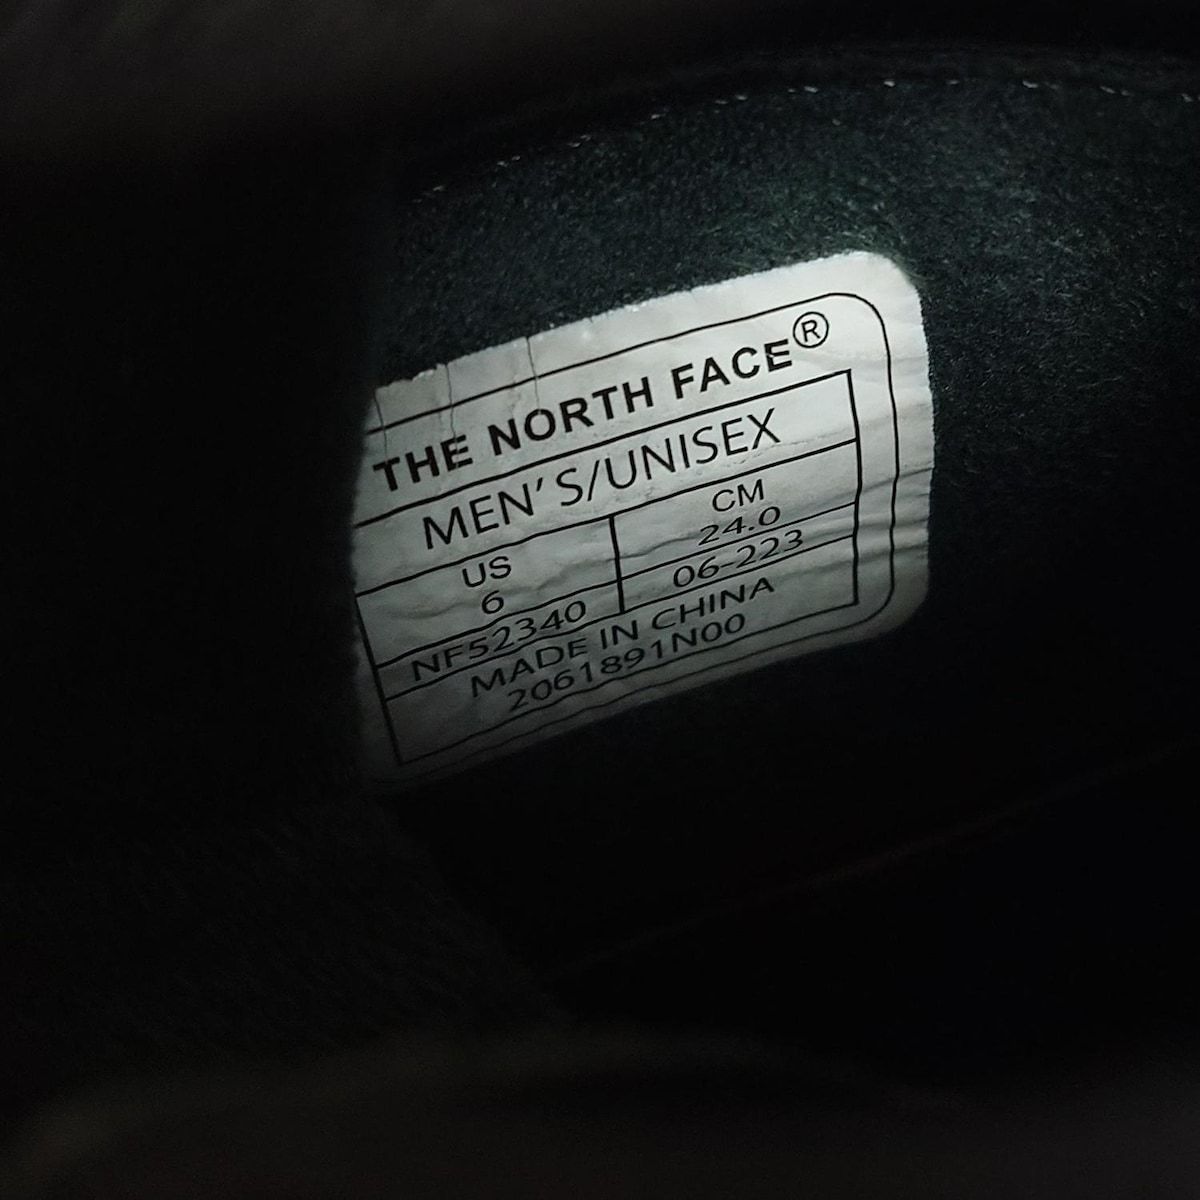 THE NORTH FACE®
MEN'S/UNISEX
US CM
6 24.0
NF52340 06-223
MADE IN CHINA
2061891N00